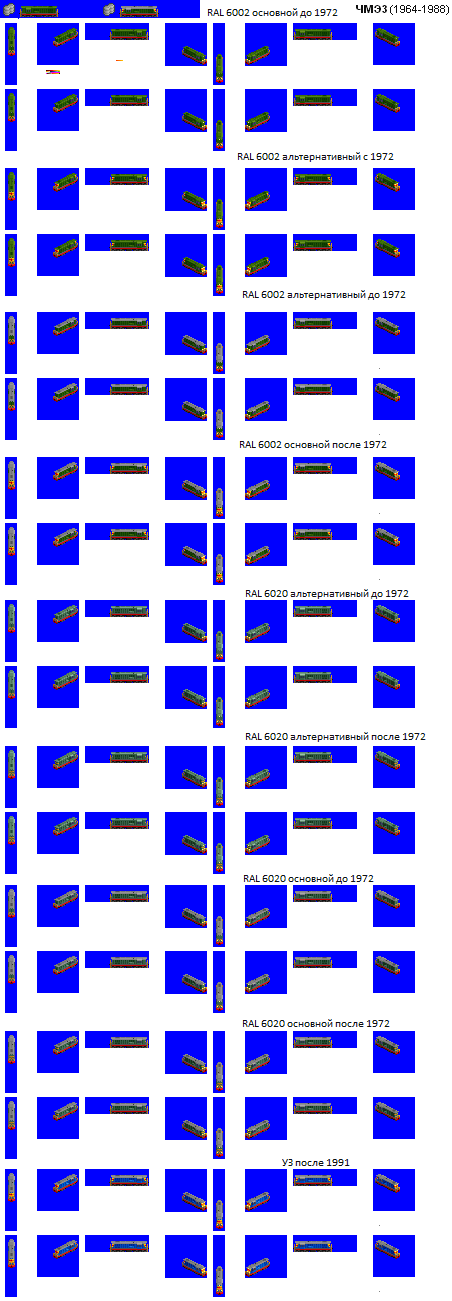 RAL 6002 основной до 1972
ЧМЭ3 (1964-1988)
RAL 6002 альтернативный с 1972
RAL 6002 альтернативный до 1972
RAL 6002 основной после 1972
RAL 6020 альтернативный до 1972
RAL 6020 альтернативный после 1972
RAL 6020 основной до 1972
RAL 6020 основной после 1972
УЗ после 1991